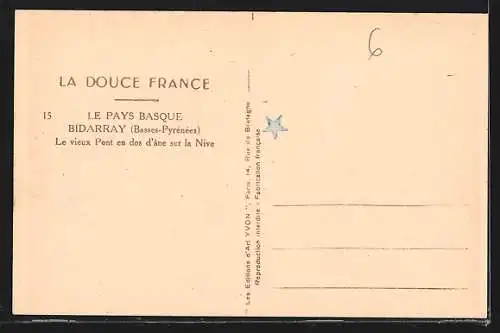 LA DOUCE FRANCE
15 LE PAYS BASQUE
BIDARRAY (Basses-Pyrénées)
Le vieux Pont en dos d'âne sur la Nive
" Les Editions d'Art YVON ", Paris, 14, Rue de Bretagne
Reproduction interdite - Fabrication française
6